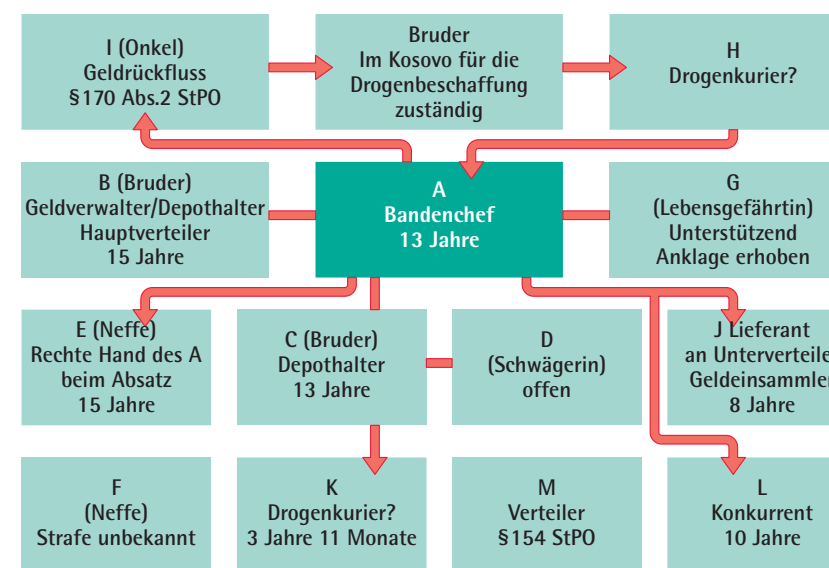 I (Onkel)
Geldrückfluss
§170 Abs.2 StPO
Bruder
Im Kosovo für die
Drogenbeschaffung
zuständig
H
Drogenkurier?
B (Bruder)
Geldverwalter/Depothalter
Hauptverteiler
15 Jahre
A
Bandenchef
13 Jahre
G
(Lebensgefährtin)
Unterstützend
Anklage erhoben
E (Neffe)
Rechte Hand des A
beim Absatz
15 Jahre
C (Bruder)
Depothalter
13 Jahre
D
(Schwägerin)
offen
J Lieferant
an Unterverteile
Geldeinsammler
8 Jahre
F
(Neffe)
Strafe unbekannt
K
Drogenkurier?
3 Jahre 11 Monate
M
Verteiler
§154 StPO
L
Konkurrent
10 Jahre